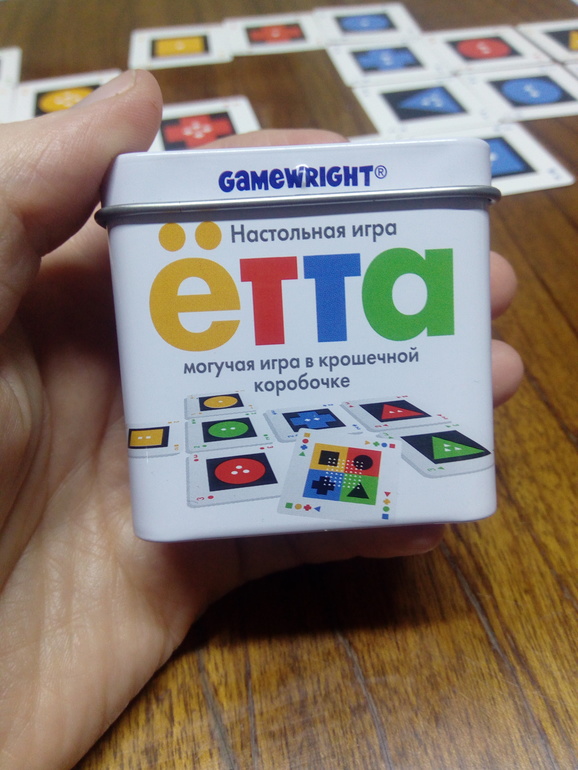 GAMEWRIGHT®
Настольная игра
ётта
могучая игра в крошечной
коробочке